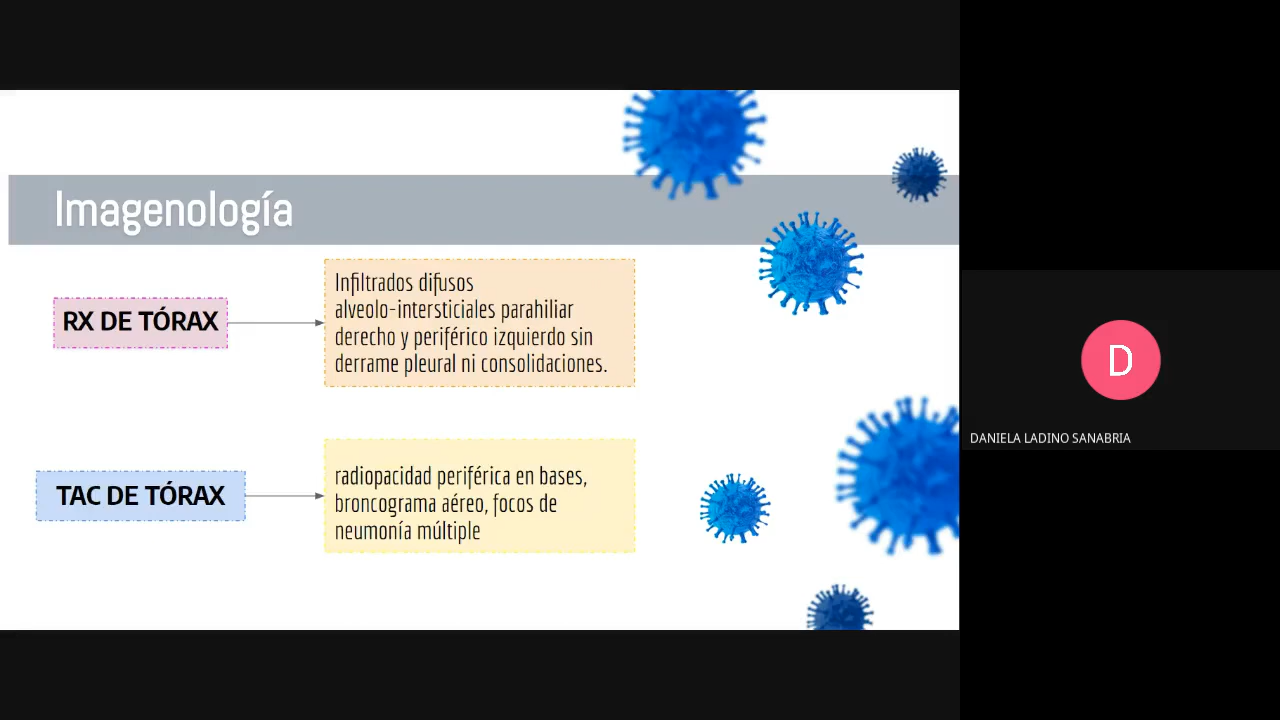 Imagenología
RX DE TÓRAX
Infiltrados difusos
alveolo-intersticiales parahiliar
derecho y periférico izquierdo sin
derrame pleural ni consolidaciones.
TAC DE TÓRAX
radiopacidad periférica en bases,
broncograma aéreo, focos de
neumonía múltiple
D
DANIELA LADINO SANABRIA